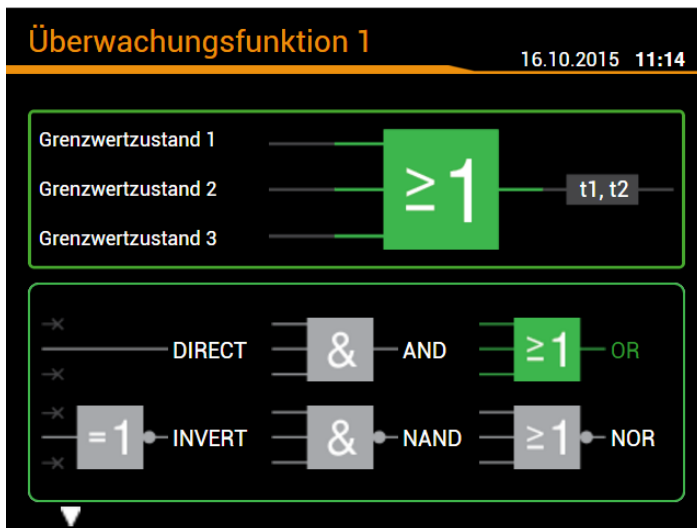 Überwachungsfunktion 1
16.10.2015 11:14
Grenzwertzustand 1
Grenzwertzustand 2
Grenzwertzustand 3
≥1
t1, t2
DIRECT
& AND
≥1 OR
=1 INVERT
& NAND
≥1 NOR